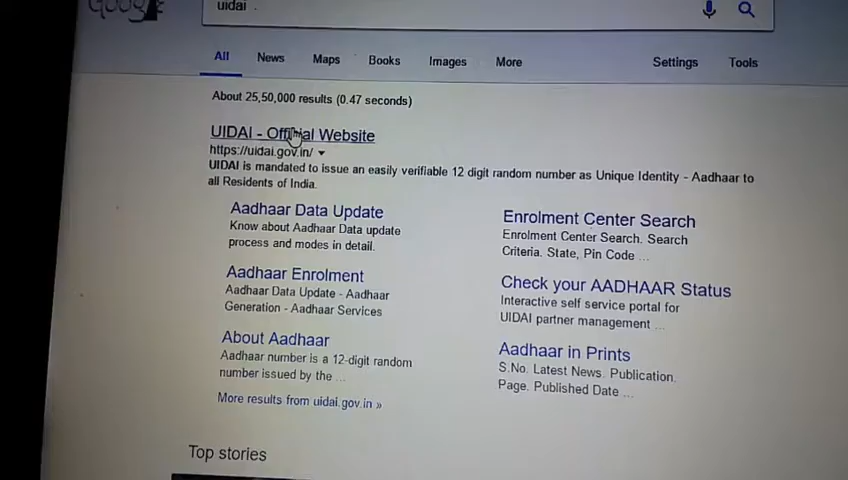 Google
uidai
All News Maps Books Images More Settings Tools
About 25,50,000 results (0.47 seconds)
UIDAI - Official Website
https://uidai.gov.in/
UIDAI is mandated to issue an easily verifiable 12 digit random number as Unique Identity - Aadhaar to
all Residents of India.
Aadhaar Data Update
Know about Aadhaar Data update
process and modes in detail.
Enrolment Center Search
Enrolment Center Search. Search
Criteria. State, Pin Code ...
Aadhaar Enrolment
Aadhaar Data Update - Aadhaar
Generation - Aadhaar Services
Check your AADHAAR Status
Interactive self service portal for
UIDAI partner management ...
About Aadhaar
Aadhaar number is a 12-digit random
number issued by the ...
Aadhaar in Prints
S.No. Latest News. Publication.
Page. Published Date ...
More results from uidai.gov.in »
Top stories